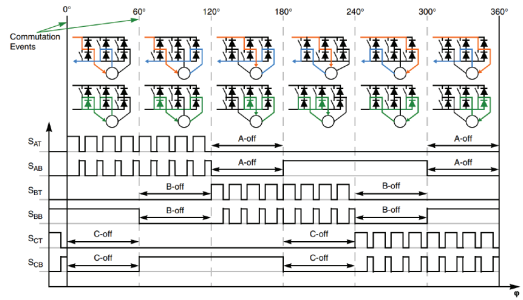 0° 60° 120° 180° 240° 300° 360°
Commutation
Events
SAT A-off A-off
SAB A-off A-off
SBT B-off B-off
SBB B-off B-off
SCT C-off C-off
SCB C-off C-off
φ